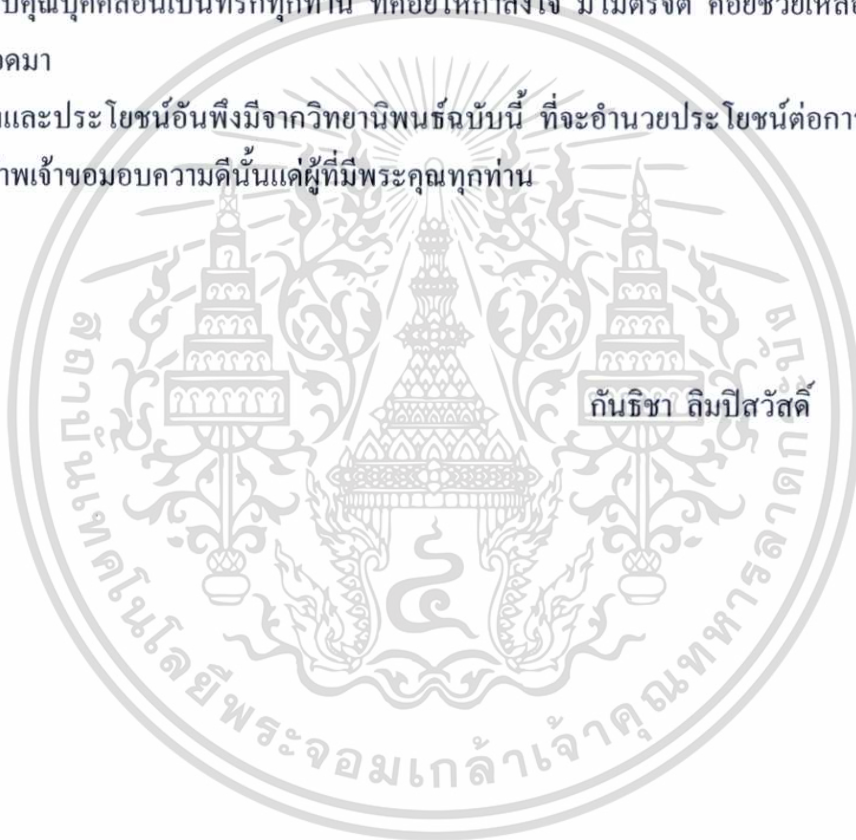 บคุณบุคคลอันเป็นที่รักทุกท่าน ที่คอยให้กำลังใจ มีไมตรีจิต คอยช่วยเหลือ
ดมา
และประโยชน์อันพึงมีจากวิทยานิพนธ์ฉบับนี้ ที่จะอำนวยประโยชน์ต่อกา
าพเจ้าขอมอบความดีนั้นแด่ผู้ที่มีพระคุณทุกท่าน
กันธิชา ลิมปิสวัสดิ์
สถาบันเทคโนโลยีพระจอมเกล้าเจ้าคุณทหารลาดกระบัง